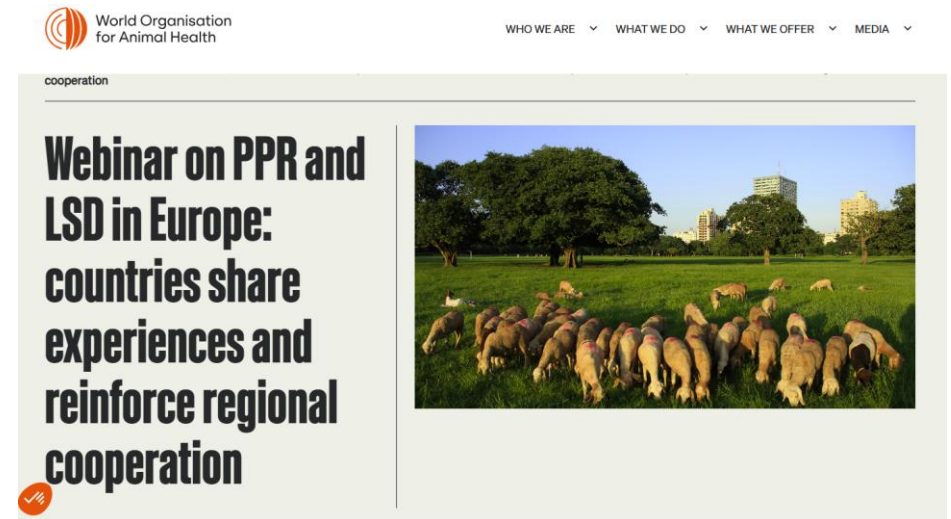 World Organisation
for Animal Health
WHO WE ARE
WHAT WE DO
WHAT WE OFFER
MEDIA
cooperation
Webinar on PPR and
LSD in Europe:
countries share
experiences and
reinforce regional
cooperation